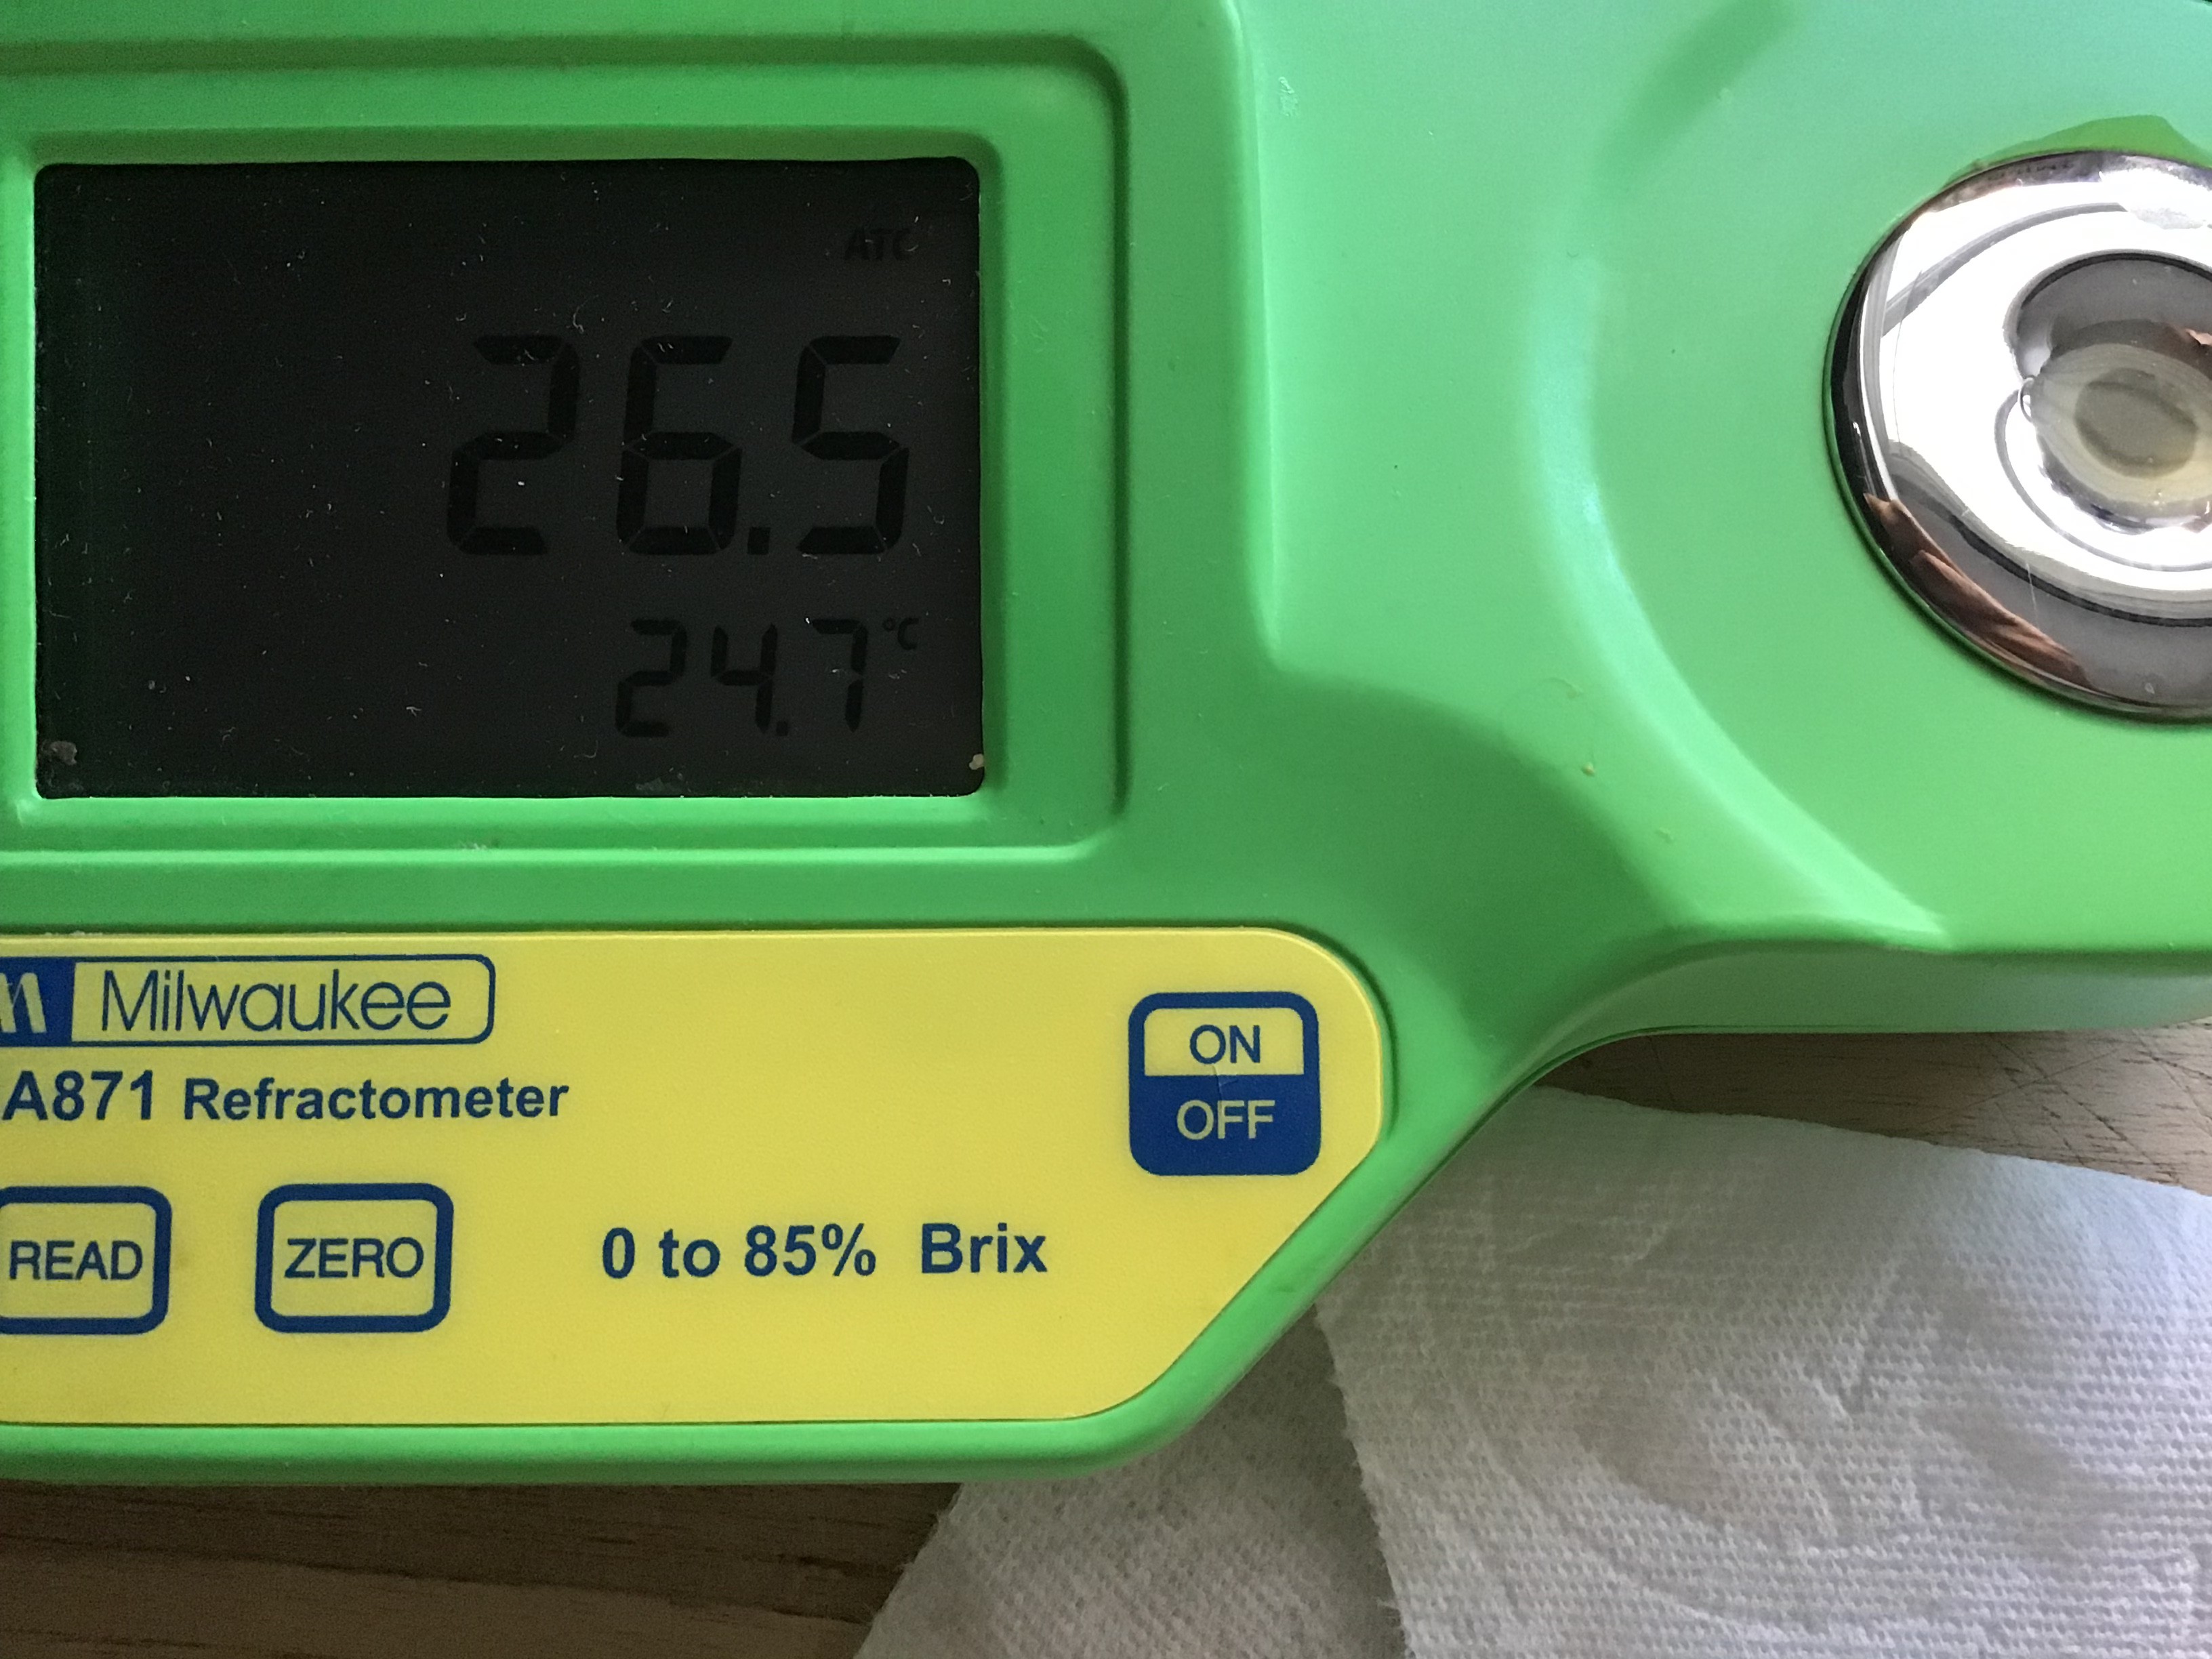 ATC
26.5
24.7 °C
Milwaukee
A871 Refractometer
ON
OFF
READ
ZERO
0 to 85% Brix